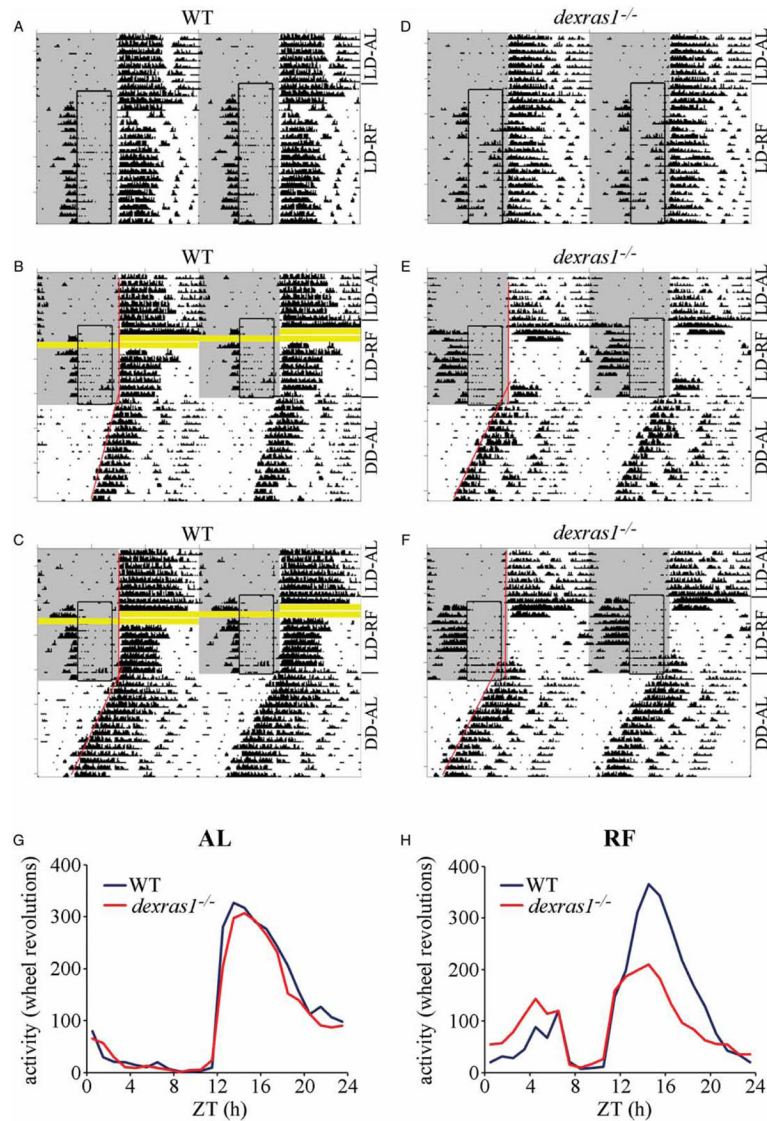 A WT
LD-AL
LD-RF
D dexras1-/-
LD-AL
LD-RF
B WT
LD-AL
LD-RF
DD-AL
E dexras1-/-
LD-AL
LD-RF
DD-AL
C WT
LD-AL
LD-RF
DD-AL
F dexras1-/-
LD-AL
LD-RF
DD-AL
G AL
activity (wheel revolutions)
400
300
200
100
0
WT
dexras1-/-
0 4 8 12 16 20 24
ZT (h)
H RF
activity (wheel revolutions)
400
300
200
100
0
WT
dexras1-/-
0 4 8 12 16 20 24
ZT (h)